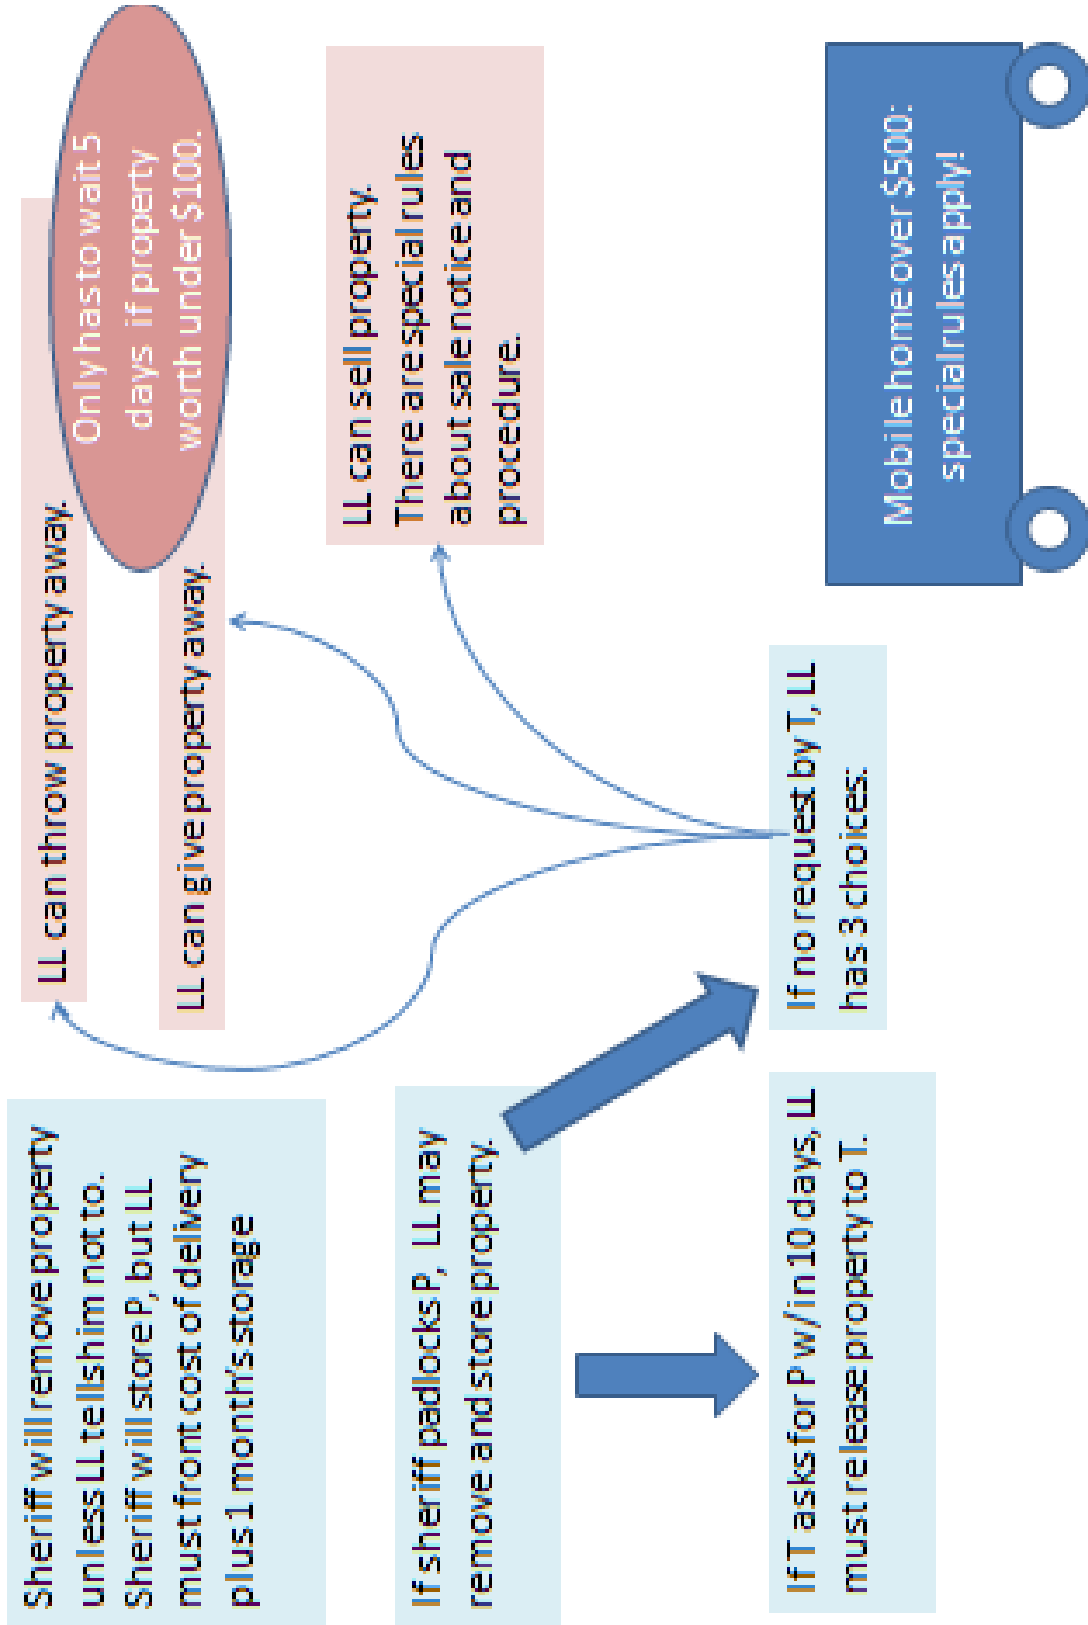 Sheriff will remove property
unless LL tells him not to.
Sheriff will store P, but LL
must front cost of delivery
plus 1 month's storage
If sheriff padlocks P, LL may
remove and store property.
If T asks for P w/in 10 days, LL
must release property to T.
If no request by T, LL
has 3 choices:
LL can throw property away.
LL can give property away.
Only has to wait 5
days if property
worth under $100.
LL can sell property.
There are special rules
about sale notice and
procedure.
Mobile home over $500:
special rules apply!